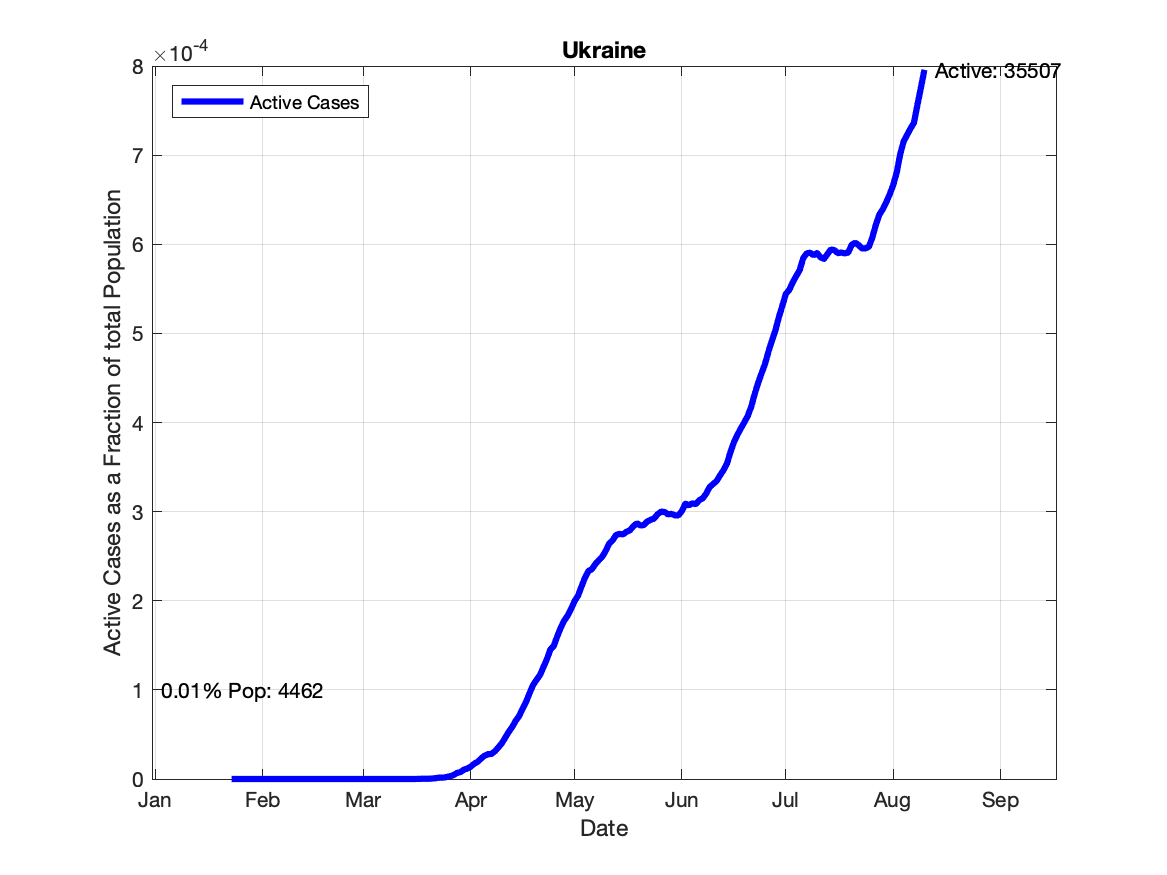 Ukraine
×10-4
Active: 35507
Active Cases
8
7
6
5
4
3
2
1
0
0.01% Pop: 4462
Active Cases as a Fraction of total Population
Jan Feb Mar Apr May Jun Jul Aug Sep
Date